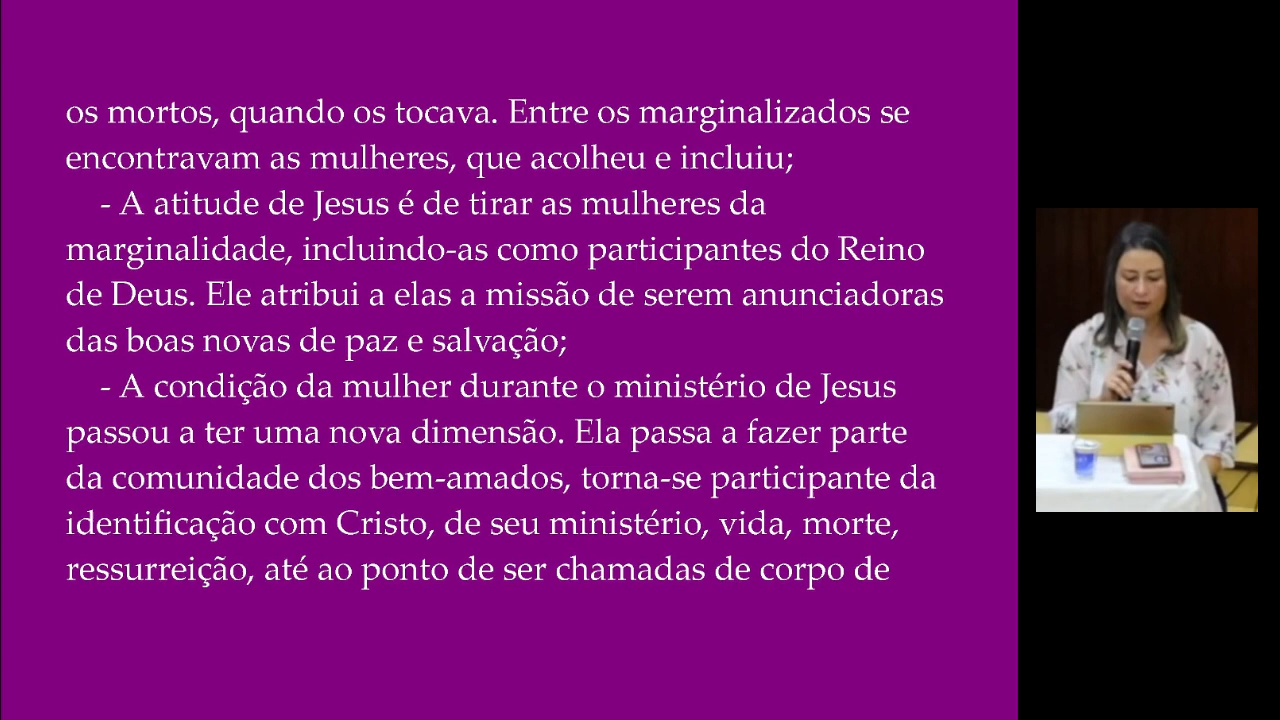 os mortos, quando os tocava. Entre os marginalizados se
encontravam as mulheres, que acolheu e incluiu;
- A atitude de Jesus é de tirar as mulheres da
marginalidade, incluindo-as como participantes do Reino
de Deus. Ele atribui a elas a missão de serem anunciadoras
das boas novas de paz e salvação;
- A condição da mulher durante o ministério de Jesus
passou a ter uma nova dimensão. Ela passa a fazer parte
da comunidade dos bem-amados, torna-se participante da
identificação com Cristo, de seu ministério, vida, morte,
ressurreição, até ao ponto de ser chamadas de corpo de